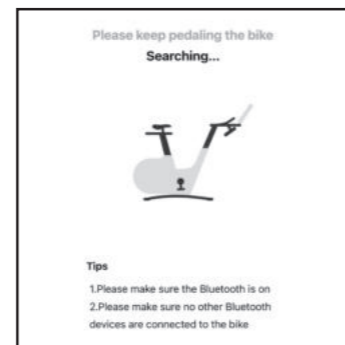 Please keep pedaling the bike
Searching...
Tips
1.Please make sure the Bluetooth is on
2.Please make sure no other Bluetooth
devices are connected to the bike